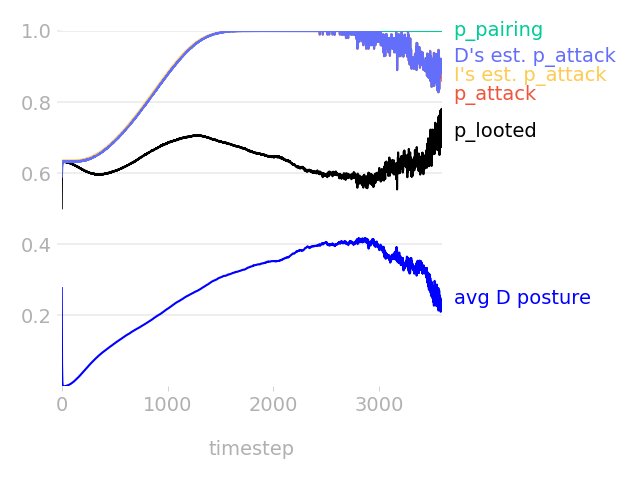 1.0
0.8
0.6
0.4
0.2
0
1000
2000
3000
timestep
p_pairing
D's est. p_attack
I's est. p_attack
p_attack
p_looted
avg D posture